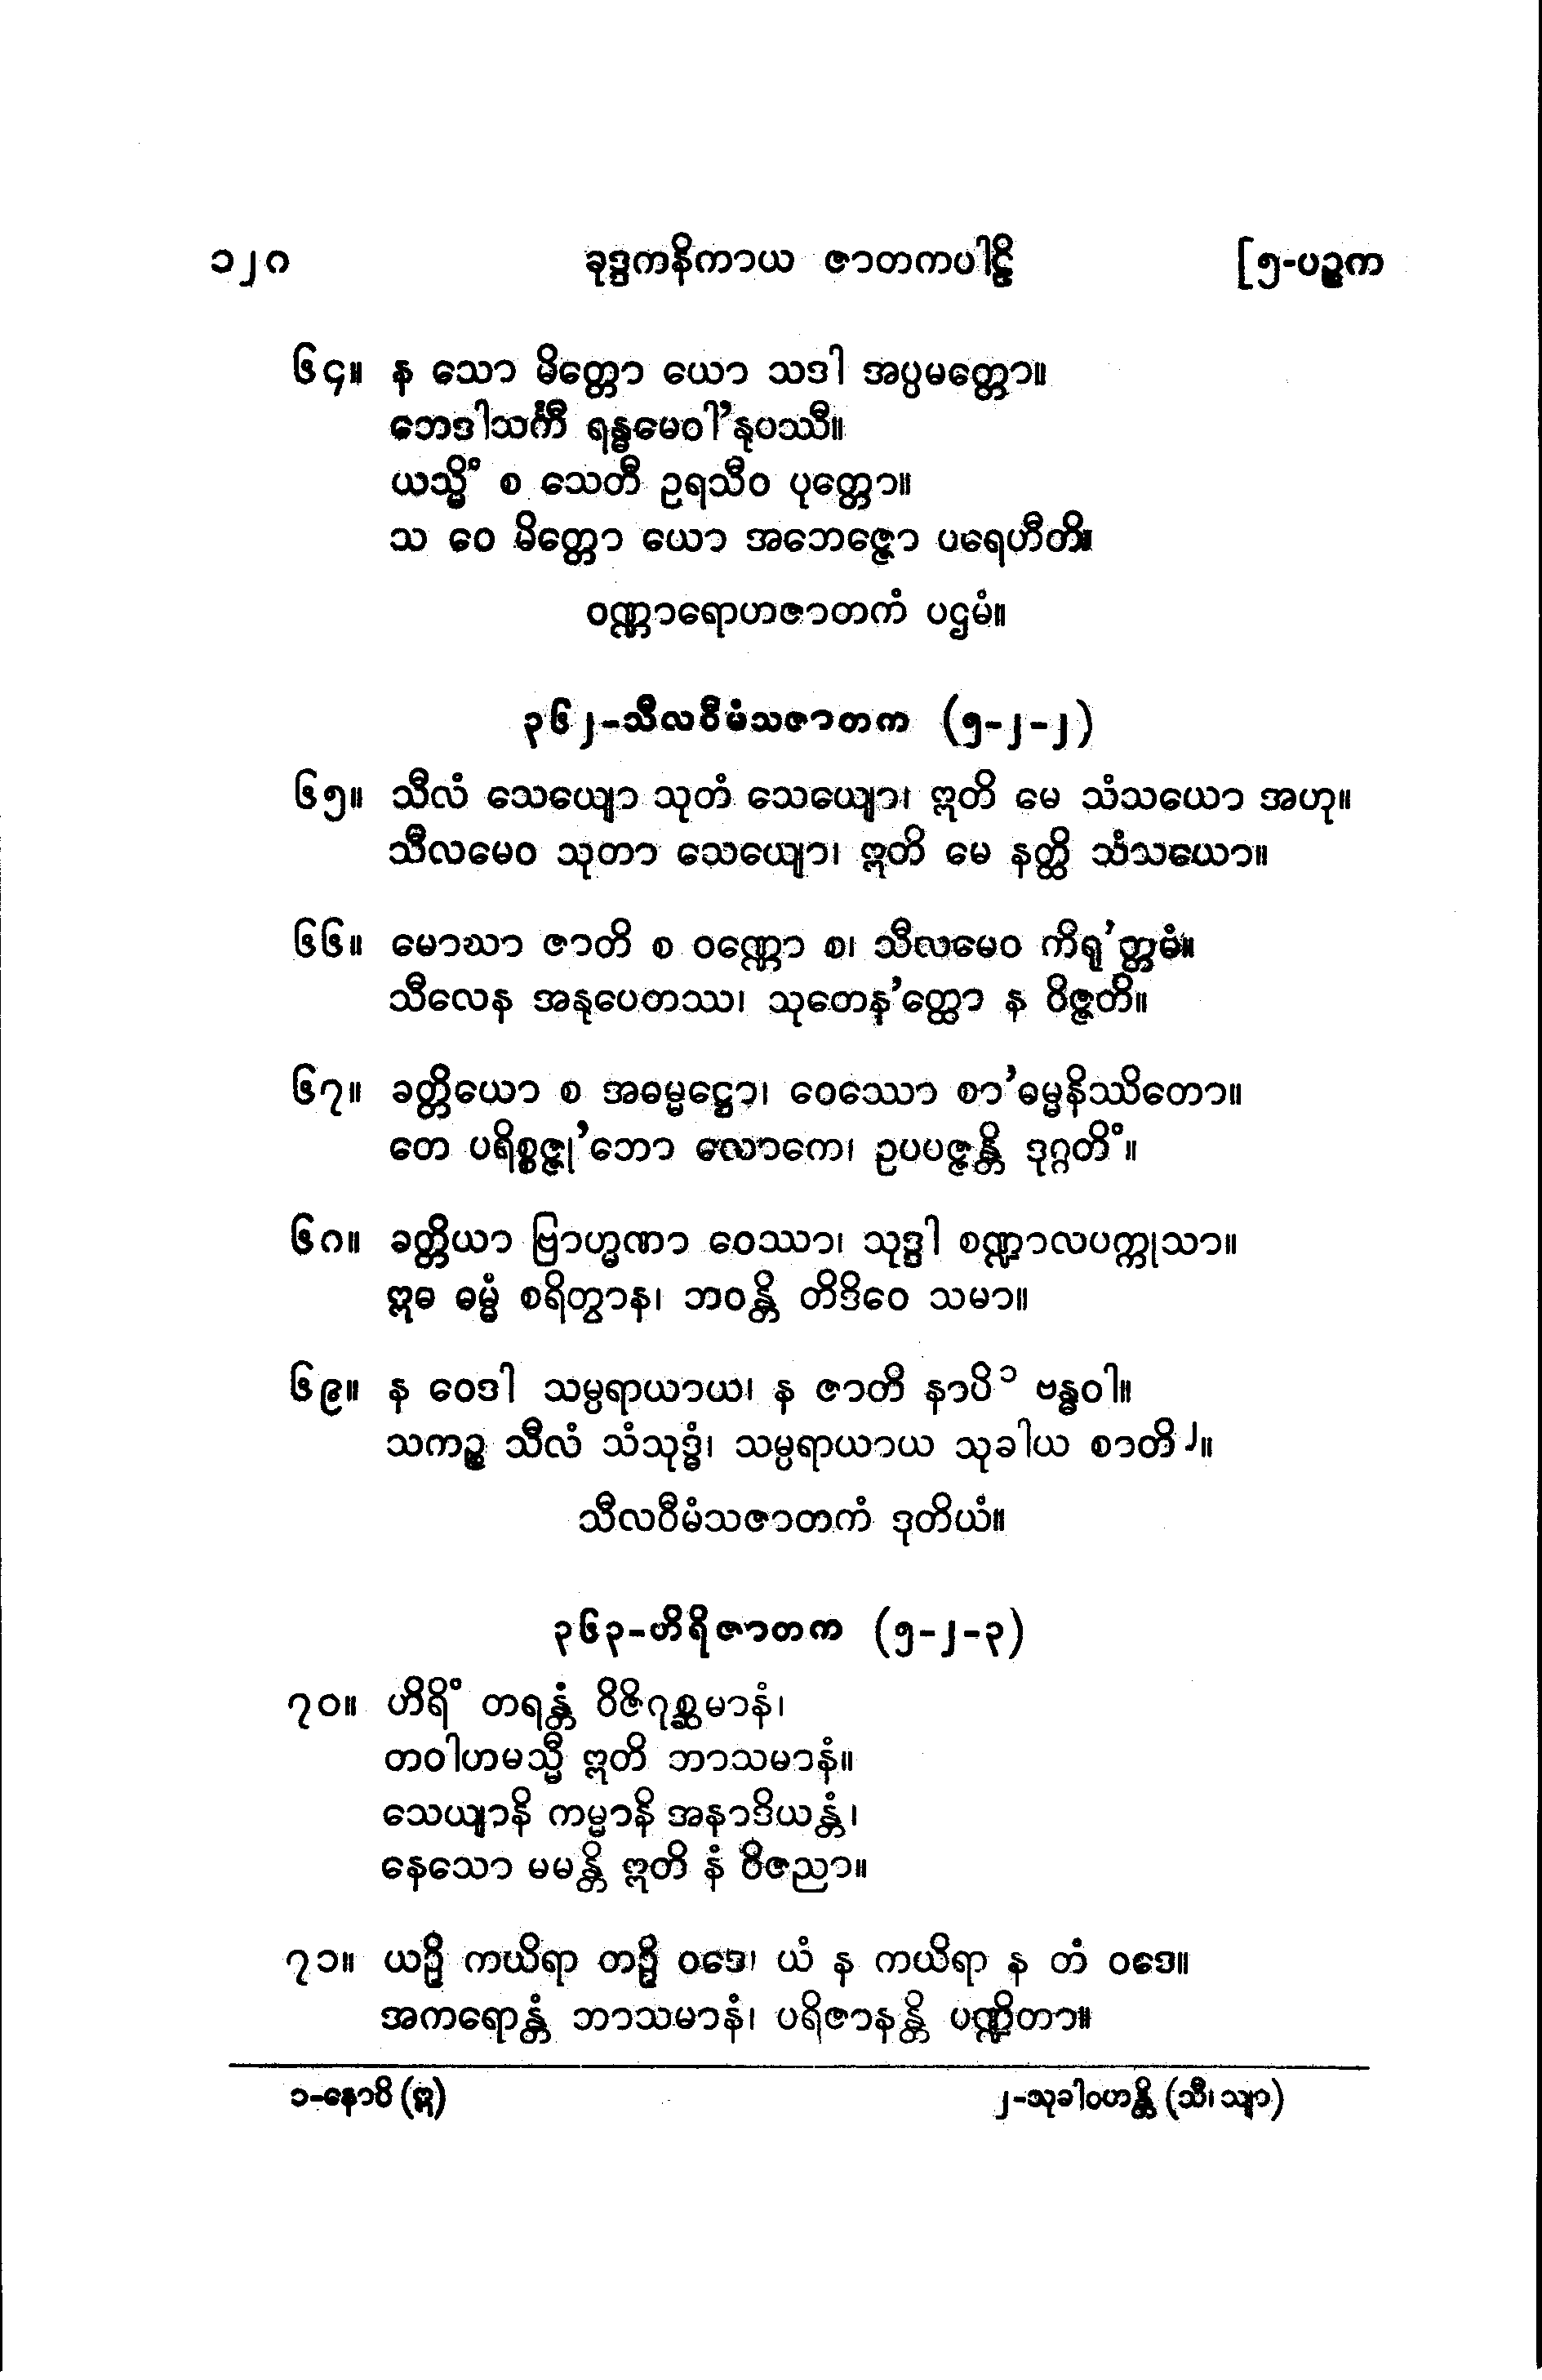 ၁၂၈ ခုဒ္ဒကနိကာယ ဇာတကပါဠိ [၅-ပဉ္စက
၆၄။ န သော မိတ္တော ယော သဒါ အပ္ပမတ္တော။
ဘေဒါသင်္ကီ ရန္ဓမေဝါ’နုပဿီ။
ယသ္မိံ စ သေတီ ဥရသီဝ ပုတ္တော။
သ ဝေ မိတ္တော ယော အဘေဇ္ဇော ပရေဟီတိ။
ဝဏ္ဏာရောဟဇာတကံ ပဌမံ။
၃၆၂-သီလဝီမံသဇာတက (၅-၂-၂)
၆၅။ သီလံ သေယျော သုတံ သေယျော၊ ဣတိ မေ သံသယော အဟု။
သီလမေဝ သုတာ သေယျော၊ ဣတိ မေ နတ္ထိ သံသယော။
၆၆။ မောဃာ ဇာတိ စ ဝဏ္ဏော စ၊ သီလမေဝ ကိရု’တ္တမံ။
သီလေန အနုပေတဿ၊ သုတေန’တ္ထော န ဝိဇ္ဇတိ။
၆၇။ ခတ္တိယော စ အဓမ္မဋ္ဌော၊ ဝေဿော စာ’ဓမ္မနိဿိတော။
တေ ပရိစ္စဇ္ဇု’ဘော လောကေ၊ ဥပပဇ္ဇန္တိ ဒုဂ္ဂတိံ။
၆၈။ ခတ္တိယာ ဗြာဟ္မဏာ ဝေဿာ၊ သုဒ္ဒါ စဏ္ဍာလပက္ကုသာ။
ဣဓ ဓမ္မံ စရိတွာန၊ ဘဝန္တိ တိဒိဝေ သမာ။
၆၉။ န ဝေဒါ သမ္ပရာယာယ၊ န ဇာတိ နာပိ၁ ဗန္ဓဝါ။
သကဉ္စ သီလံ သံသုဒ္ဓံ၊ သမ္ပရာယာယ သုခါယ စာတိ၂။
သီလဝီမံသဇာတကံ ဒုတိယံ။
၃၆၃-ဟိရိဇာတက (၅-၂-၃)
၇၀။ ဟိရိံ တရန္တံ ဝိဇိဂုစ္ဆမာနံ၊
တဝါဟမသ္မီ ဣတိ ဘာသမာနံ။
သေယျာနိ ကမ္မာနိ အနာဒိယန္တံ၊
နေသော မမန္တိ ဣတိ နံ ဝိဇညာ။
၇၁။ ယဉှိ ကယိရာ တဉှိ ဝဒေ၊ ယံ န ကယိရာ န တံ ဝဒေ။
အကရောန္တံ ဘာသမာနံ၊ ပရိဇာနန္တိ ပဏ္ဍိတာ။
၁-နောပိ (ဣ) ၂-သုခါဝဟန္တိ (သီ၊ သျာ)